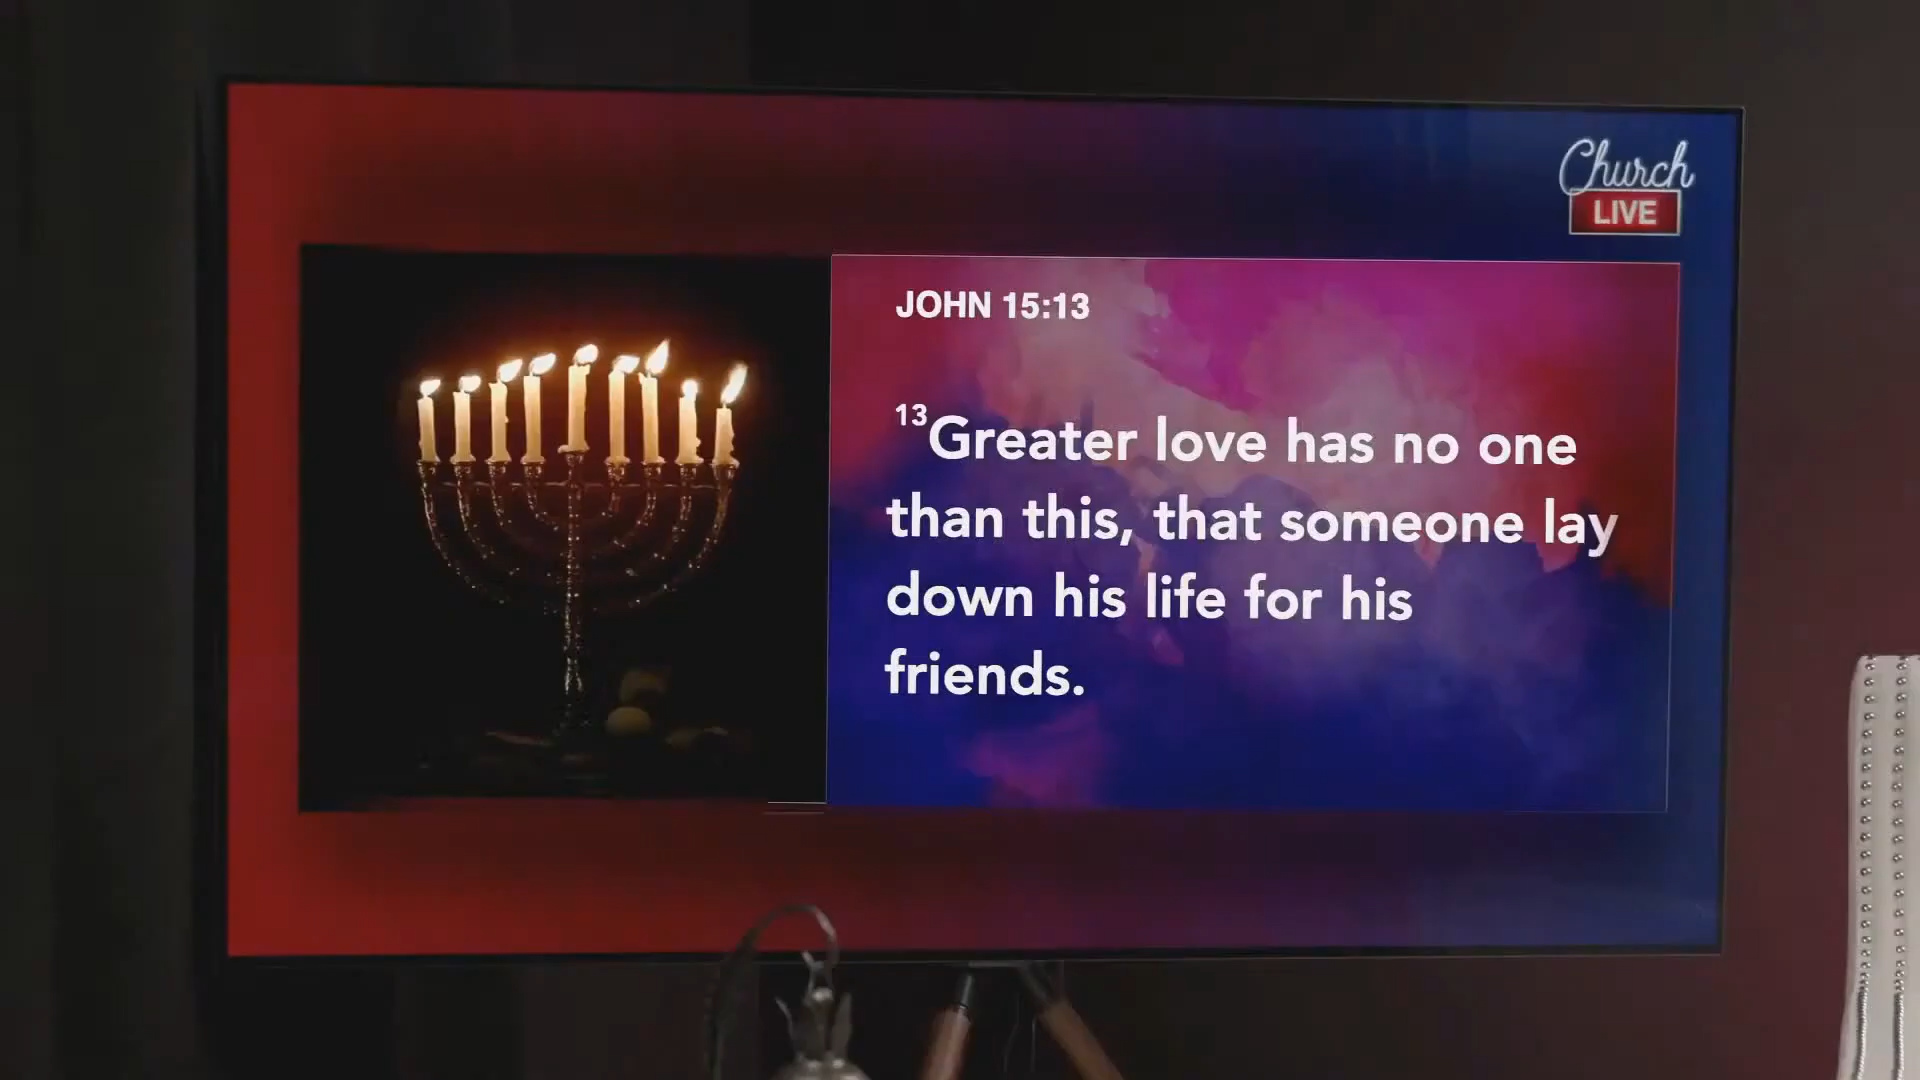 Church
LIVE
JOHN 15:13
13Greater love has no one
than this, that someone lay
down his life for his
friends.